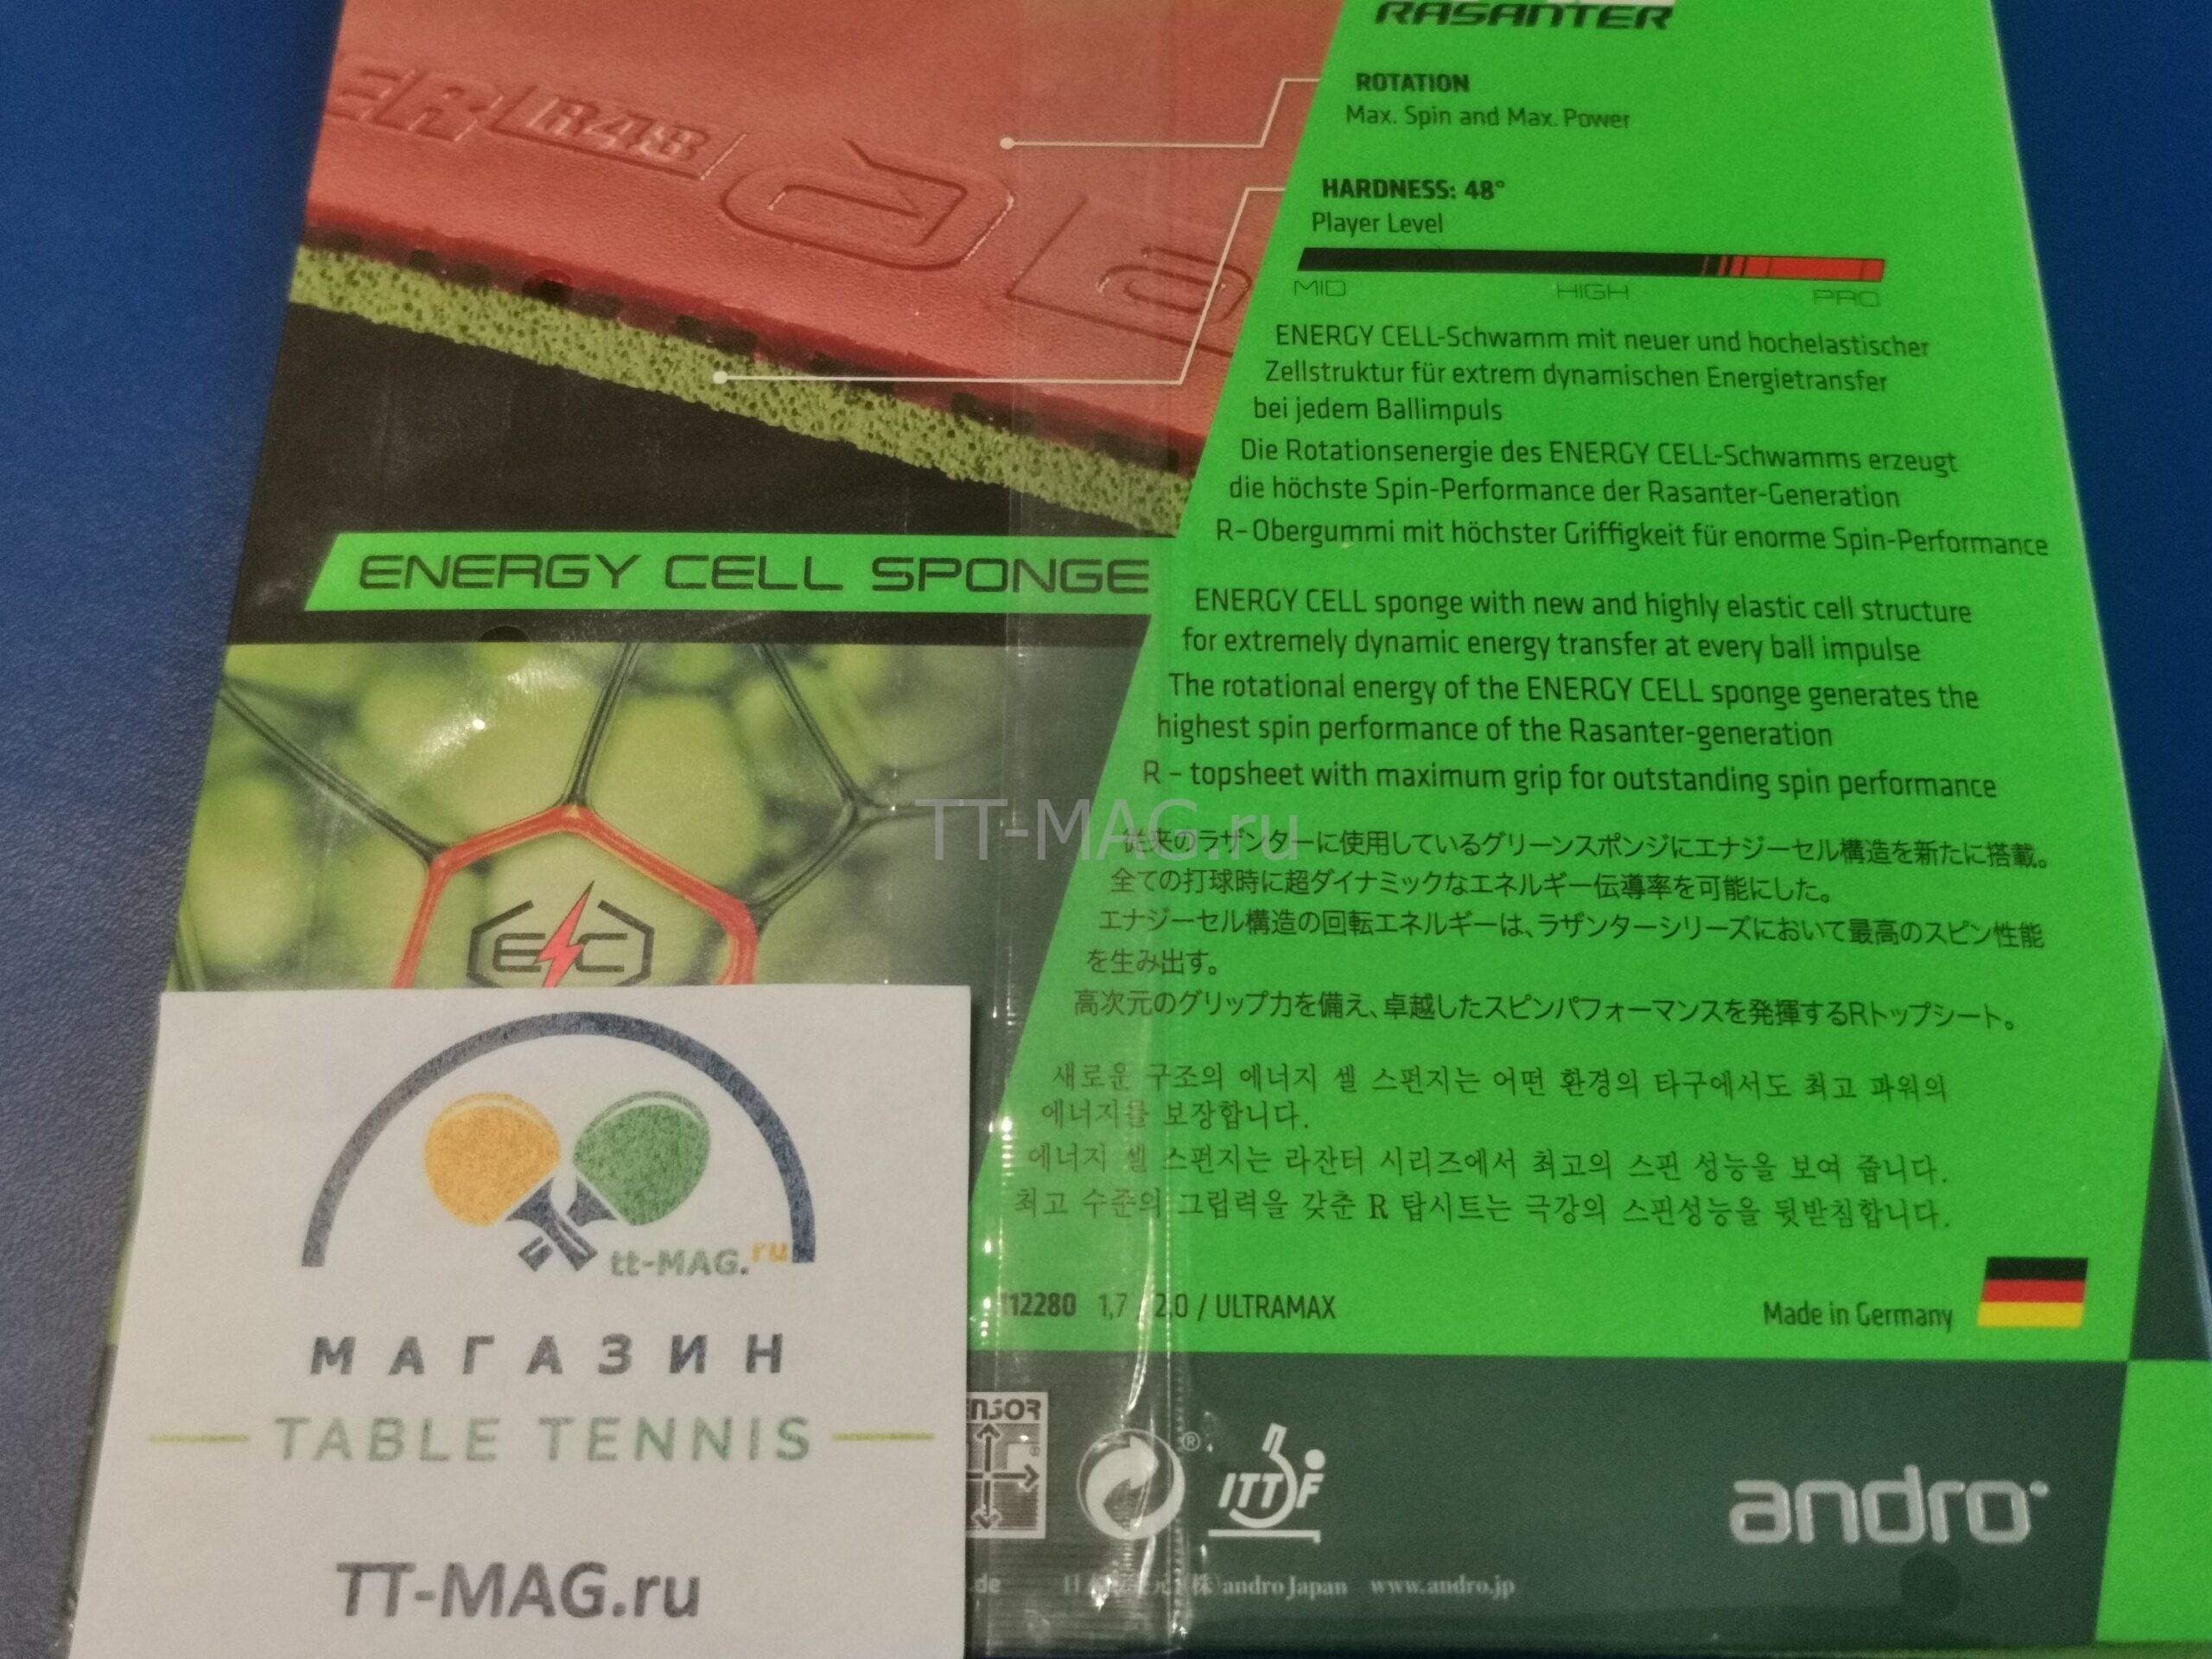 RASANTER
ROTATION
Max. Spin and Max. Power
R48
HARDNESS: 48°
Player Level
MID HIGH PRO
ENERGY CELL-Schwamm mit neuer und hochelastischer
Zellstruktur für extrem dynamischen Energietransfer
bei jedem Ballimpuls
Die Rotationsenergie des ENERGY CELL-Schwamms erzeugt
die höchste Spin-Performance der Rasanter-Generation
R-Obergummi mit höchster Griffigkeit für enorme Spin-Performance
ENERGY CELL SPONGE
ENERGY CELL sponge with new and highly elastic cell structure
for extremely dynamic energy transfer at every ball impulse
The rotational energy of the ENERGY CELL sponge generates the
highest spin performance of the Rasanter-generation
R – topsheet with maximum grip for outstanding spin performance
TT-MAG.ru
従来のラザンターに使用しているグリーンスポンジにエナジーセル構造を新たに搭載。
全ての打球時に超ダイナミックなエネルギー伝導率を可能にした。
エナジーセル構造の回転エネルギーは、ラザンターシリーズにおいて最高のスピン性能
を生み出す。
高次元のグリップ力を備え、卓越したスピンパフォーマンスを発揮するRトップシート。
EC
새로운 구조의 에너지 셀 스펀지는 어떤 환경의 타구에서도 최고 파워의
에너지를 보장합니다.
에너지 셀 스펀지는 라잔터 시리즈에서 최고의 스핀 성능을 보여 줍니다.
최고 수준의 그립력을 갖춘 R 탑시트는 극강의 스핀성능을 뒷받침합니다.
112280 1,7 / 2,0 / ULTRAMAX
Made in Germany
tt-MAG.ru
МАГАЗИН
TABLE TENNIS
TT-MAG.ru
ITTF
andro
.de
(株)andro Japan www.andro.jp